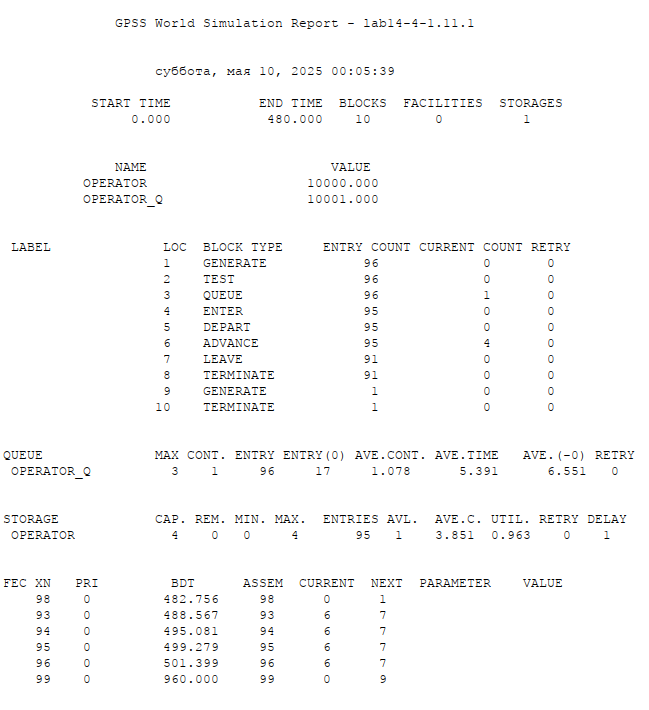 GPSS World Simulation Report - lab14-4-1.11.1
суббота, мая 10, 2025 00:05:39
START TIME END TIME BLOCKS FACILITIES STORAGES
0.000 480.000 10 0 1
NAME VALUE
OPERATOR 10000.000
OPERATOR_Q 10001.000
LABEL LOC BLOCK TYPE ENTRY COUNT CURRENT COUNT RETRY
1 GENERATE 96 0 0
2 TEST 96 0 0
3 QUEUE 96 1 0
4 ENTER 95 0 0
5 DEPART 95 0 0
6 ADVANCE 95 4 0
7 LEAVE 91 0 0
8 TERMINATE 91 0 0
9 GENERATE 1 0 0
10 TERMINATE 1 0 0
QUEUE MAX CONT. ENTRY ENTRY(0) AVE.CONT. AVE.TIME AVE.(-0) RETRY
OPERATOR_Q 3 1 96 17 1.078 5.391 6.551 0
STORAGE CAP. REM. MIN. MAX. ENTRIES AVL. AVE.C. UTIL. RETRY DELAY
OPERATOR 4 0 0 4 95 1 3.851 0.963 0 1
FEC XN PRI BDT ASSEM CURRENT NEXT PARAMETER VALUE
98 0 482.756 98 0 1
93 0 488.567 93 6 7
94 0 495.081 94 6 7
95 0 499.279 95 6 7
96 0 501.399 96 6 7
99 0 960.000 99 0 9